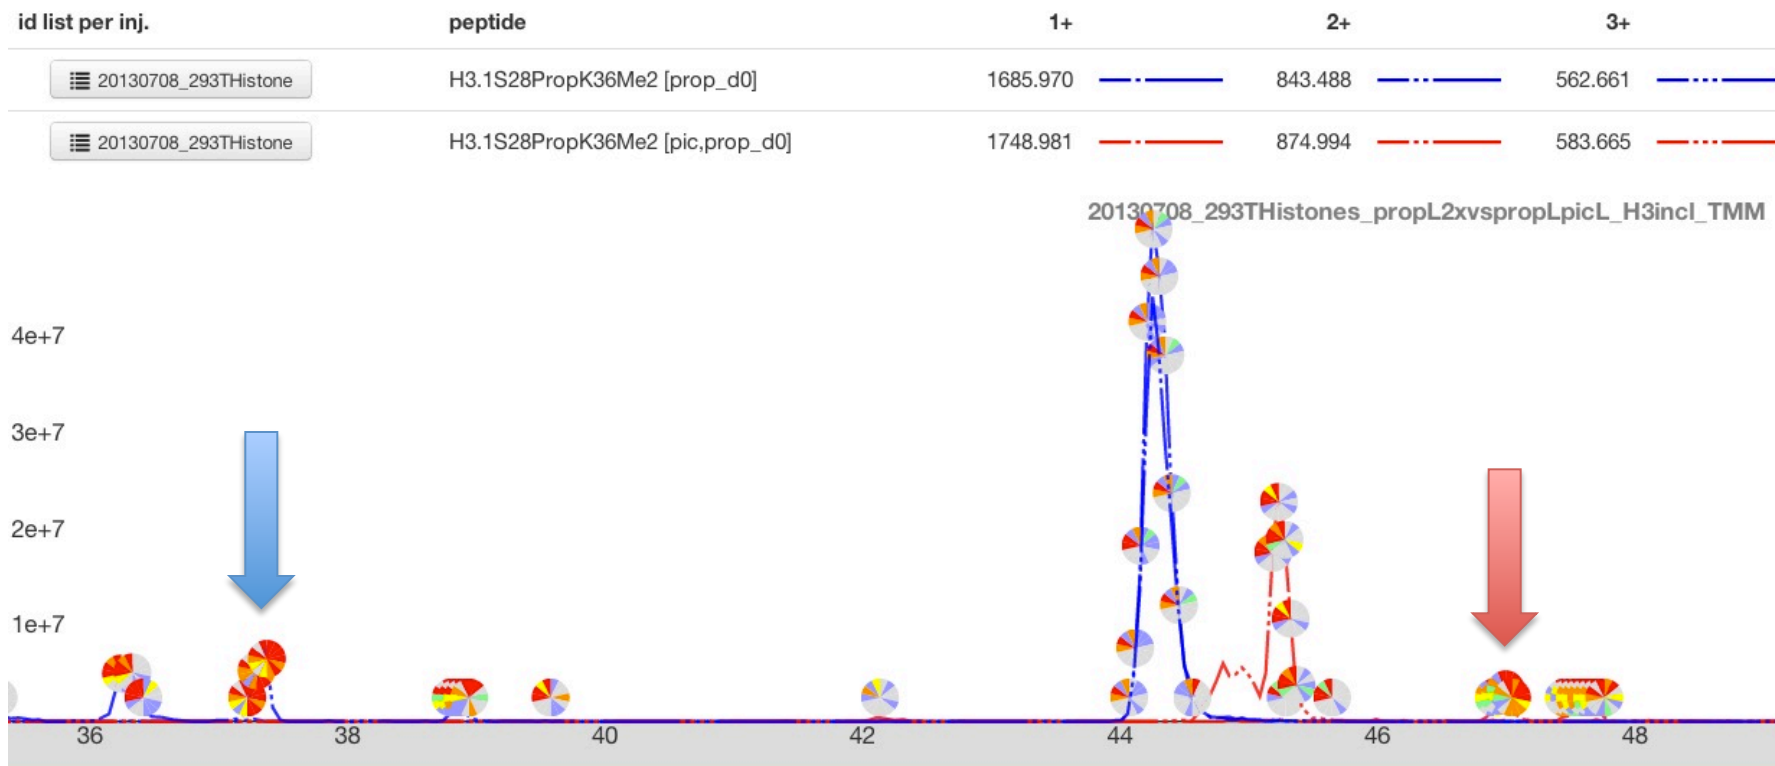 id list per inj. peptide 1+ 2+ 3+
20130708_293THistone H3.1S28PropK36Me2 [prop_d0] 1685.970 843.488 562.661
20130708_293THistone H3.1S28PropK36Me2 [pic,prop_d0] 1748.981 874.994 583.665
20130708_293THistones_propL2xvspropLpicL_H3incl_TMM
4e+7
3e+7
2e+7
1e+7
36 38 40 42 44 46 48